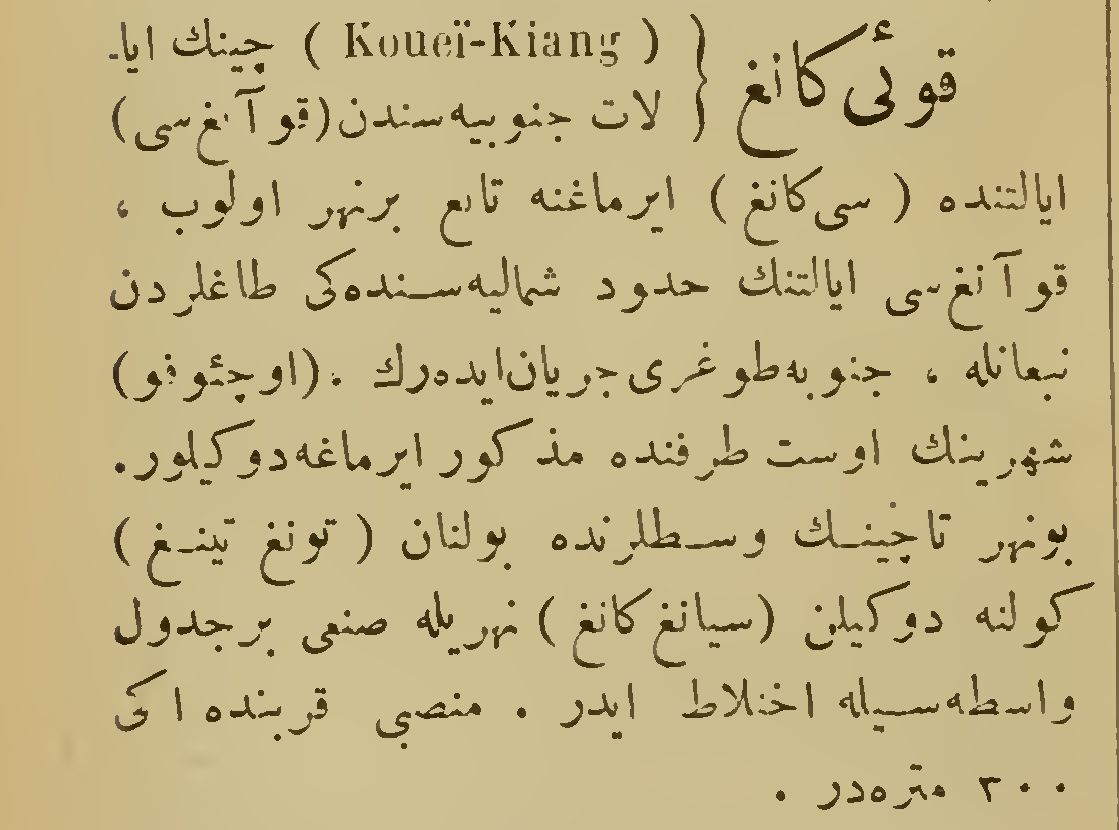 قوئی کانغ { ( Koueï-Kiang ) چینك ایا-
لات جنوبیه‌سندن (قوآنغ‌سی)
ایالتنده ( سی‌کانغ ) ایرماغنه تابع برنهر اولوب ،
قوآنغ‌سی ایالتنك حدود شمالیه‌سنده‌کی طاغلردن
نبعانله ، جنوبه‌طوغری جریان‌ایده‌رك . (اوچئوفو)
شهرینك اوست طرفنده مذکور ایرماغه‌دوکیلور.
بونهر تاچینك وسطلرنده بولنان ( تونغ تینغ )
کولنه دوکیلن (سیانغ‌کانغ) نهریله صنعی برجدول
واسطه‌سیله اختلاط ایدر . منصبی قربنده اکی
۳۰۰ متره‌در .